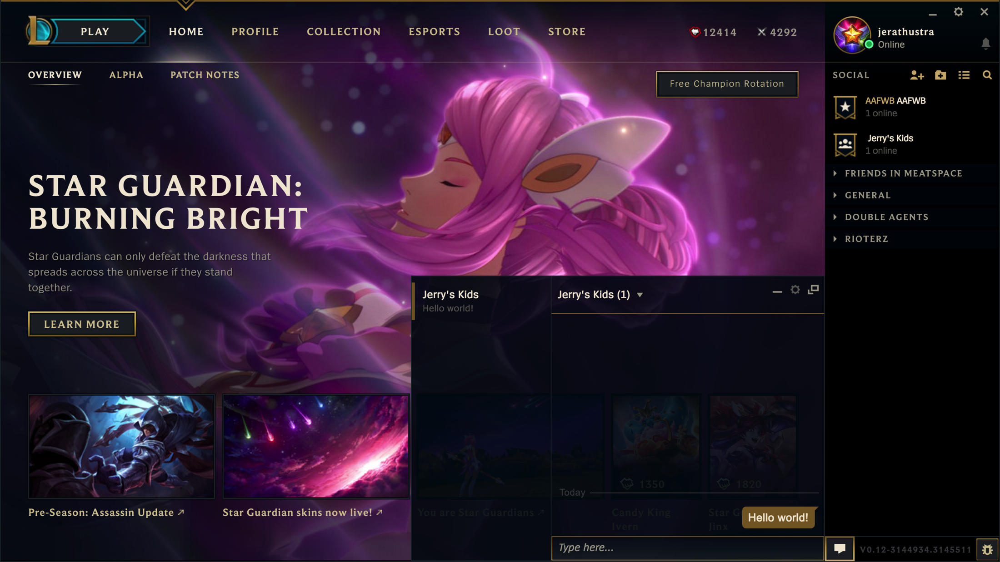 PLAY
HOME
PROFILE
COLLECTION
ESPORTS
LOOT
STORE
12414
4292
jerathustra
Online
OVERVIEW
ALPHA
PATCH NOTES
Free Champion Rotation
SOCIAL
AAFWB AAFWB
1 online
Jerry's Kids
1 online
FRIENDS IN MEATSPACE
GENERAL
DOUBLE AGENTS
RIOTERZ
STAR GUARDIAN:
BURNING BRIGHT
Star Guardians can only defeat the darkness that
spreads across the universe if they stand
together.
LEARN MORE
Jerry's Kids
Hello world!
Jerry's Kids (1)
1350
1820
Today
Pre-Season: Assassin Update
Star Guardian skins now live!
You are Star Guardians
Candy King
Ivern
Star G
Jinx
Hello world!
Type here...
V0.12-3144934.3145511